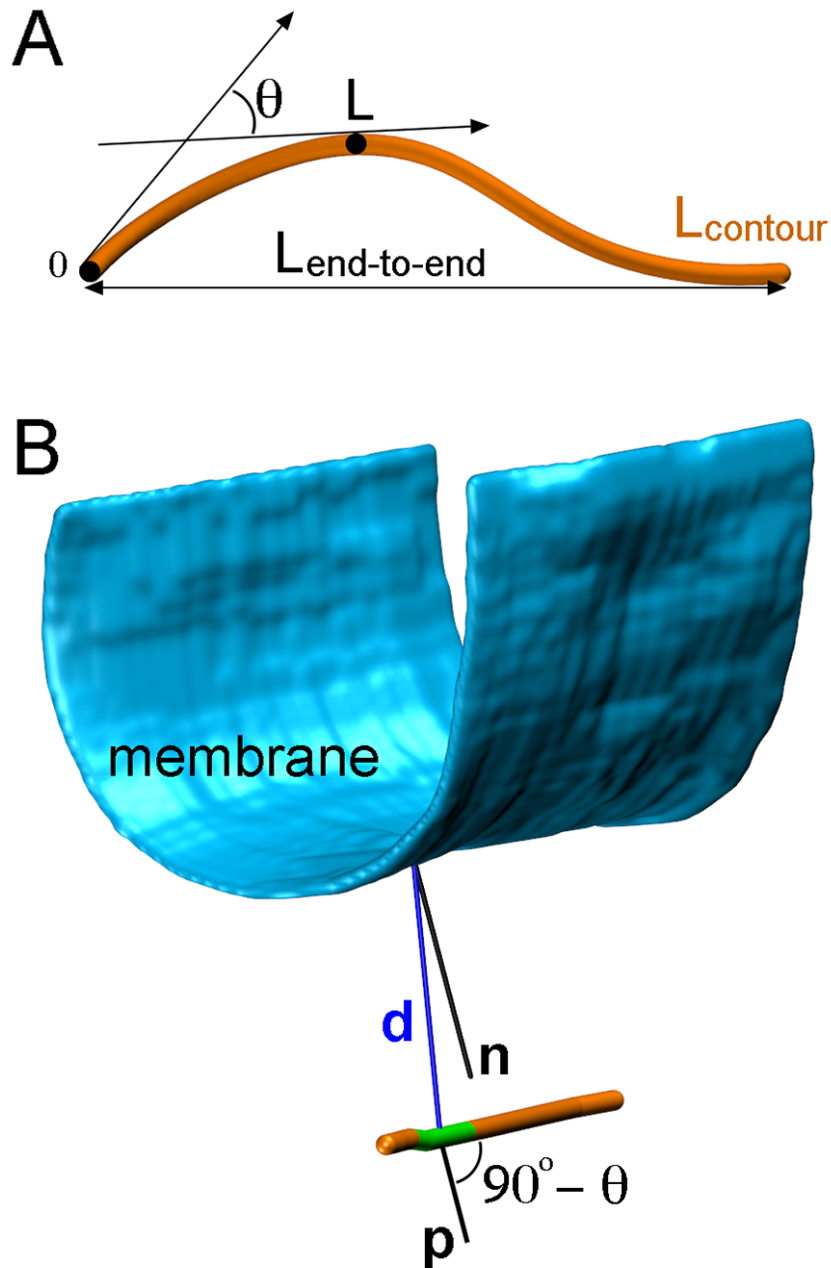 A
θ
L
0
Lend-to-end
Lcontour
B
membrane
d
n
90° – θ
p